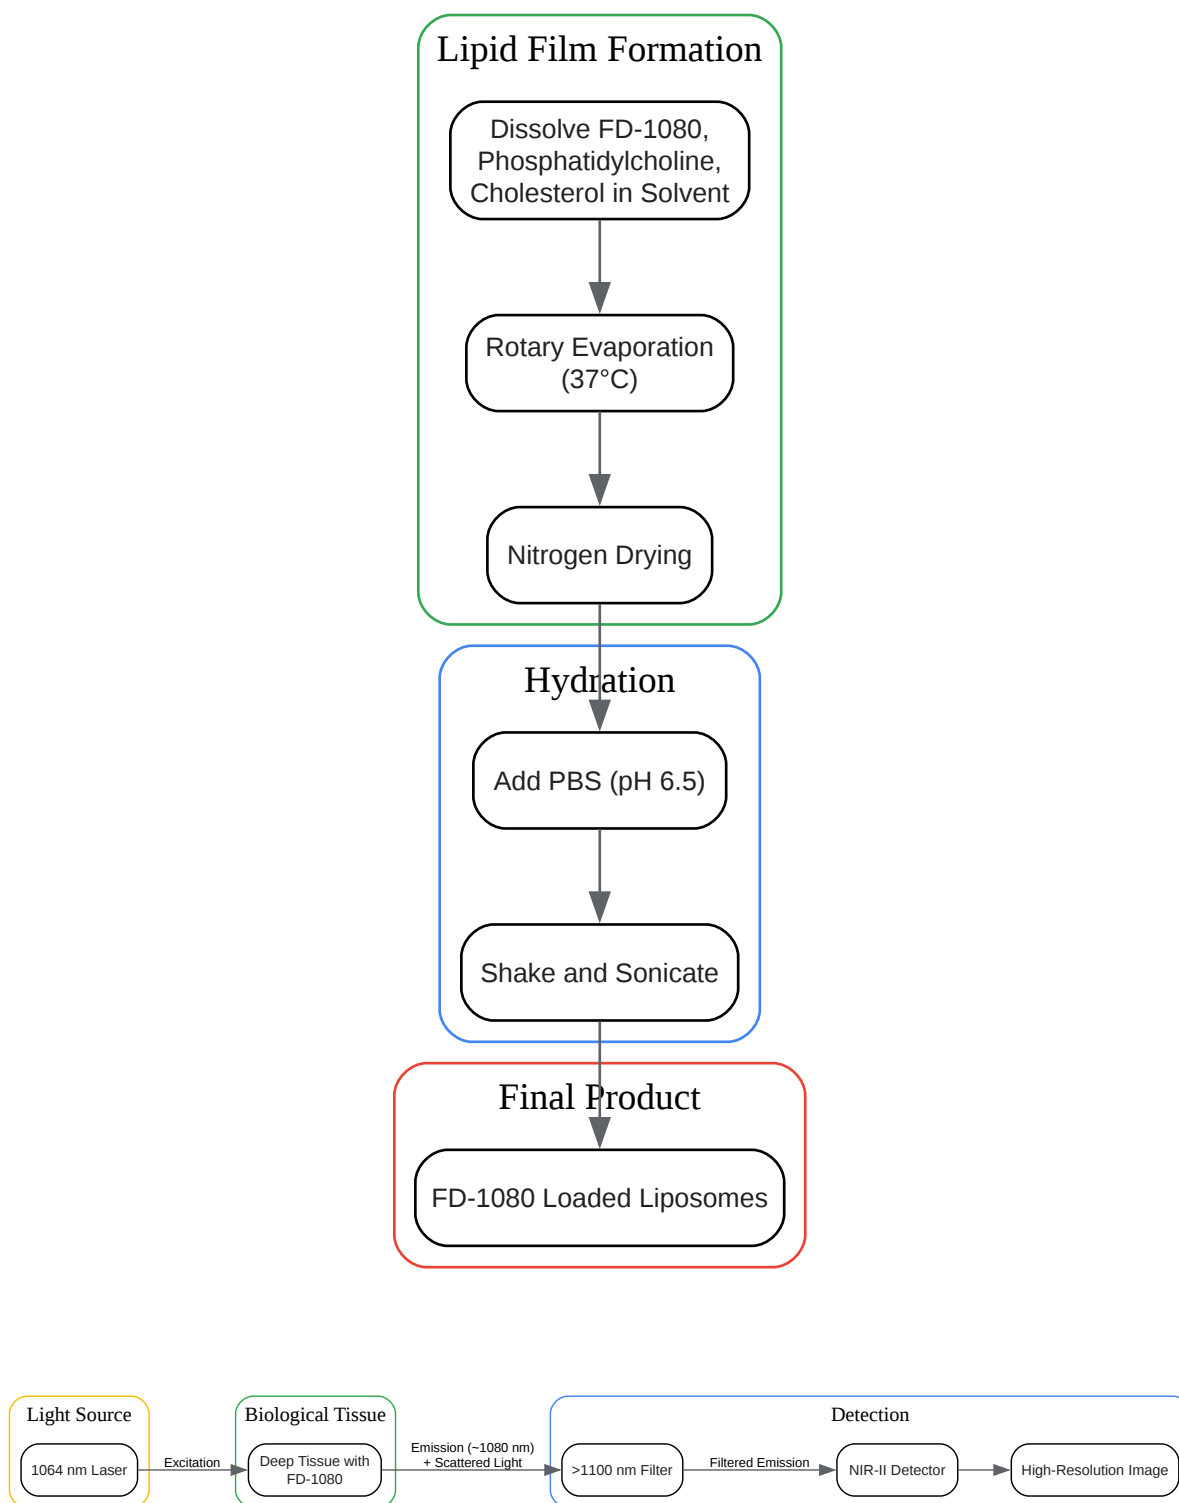 Lipid Film Formation
Dissolve FD-1080,
Phosphatidylcholine,
Cholesterol in Solvent
Rotary Evaporation
(37°C)
Nitrogen Drying
Hydration
Add PBS (pH 6.5)
Shake and Sonicate
Final Product
FD-1080 Loaded Liposomes
Light Source
1064 nm Laser
Excitation
Biological Tissue
Deep Tissue with
FD-1080
Emission (~1080 nm)
+ Scattered Light
Detection
>1100 nm Filter
Filtered Emission
NIR-II Detector
High-Resolution Image